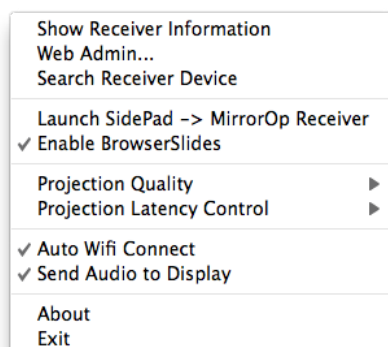 Show Receiver Information
Web Admin...
Search Receiver Device
Launch SidePad -> MirrorOp Receiver
Enable BrowserSlides
Projection Quality
Projection Latency Control
Auto Wifi Connect
Send Audio to Display
About
Exit